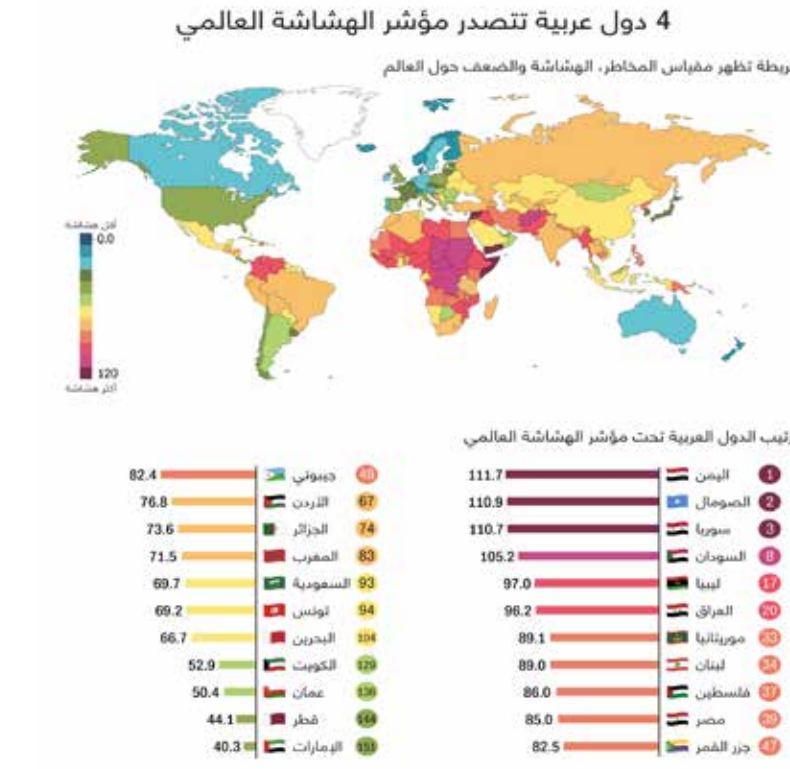 4 دول عربية تتصدر مؤشر الهشاشة العالمي
ريطة تظهر مقياس المخاطر، الهشاشة والضعف حول العالم
أقل هشاشة
0.0
120
أكثر هشاشة
رتيب الدول العربية تحت مؤشر الهشاشة العالمي
1 اليمن 111.7
2 الصومال 110.9
3 سوريا 110.7
8 السودان 105.2
17 ليبيا 97.0
20 العراق 96.2
33 موريتانيا 89.1
34 لبنان 89.0
37 فلسطين 86.0
39 مصر 85.0
47 جزر القمر 82.5
جيبوتي 82.4
67 الأردن 76.8
74 الجزائر 73.6
83 المغرب 71.5
93 السعودية 69.7
94 تونس 69.2
104 البحرين 66.7
129 الكويت 52.9
136 عمان 50.4
144 قطر 44.1
151 الإمارات 40.3